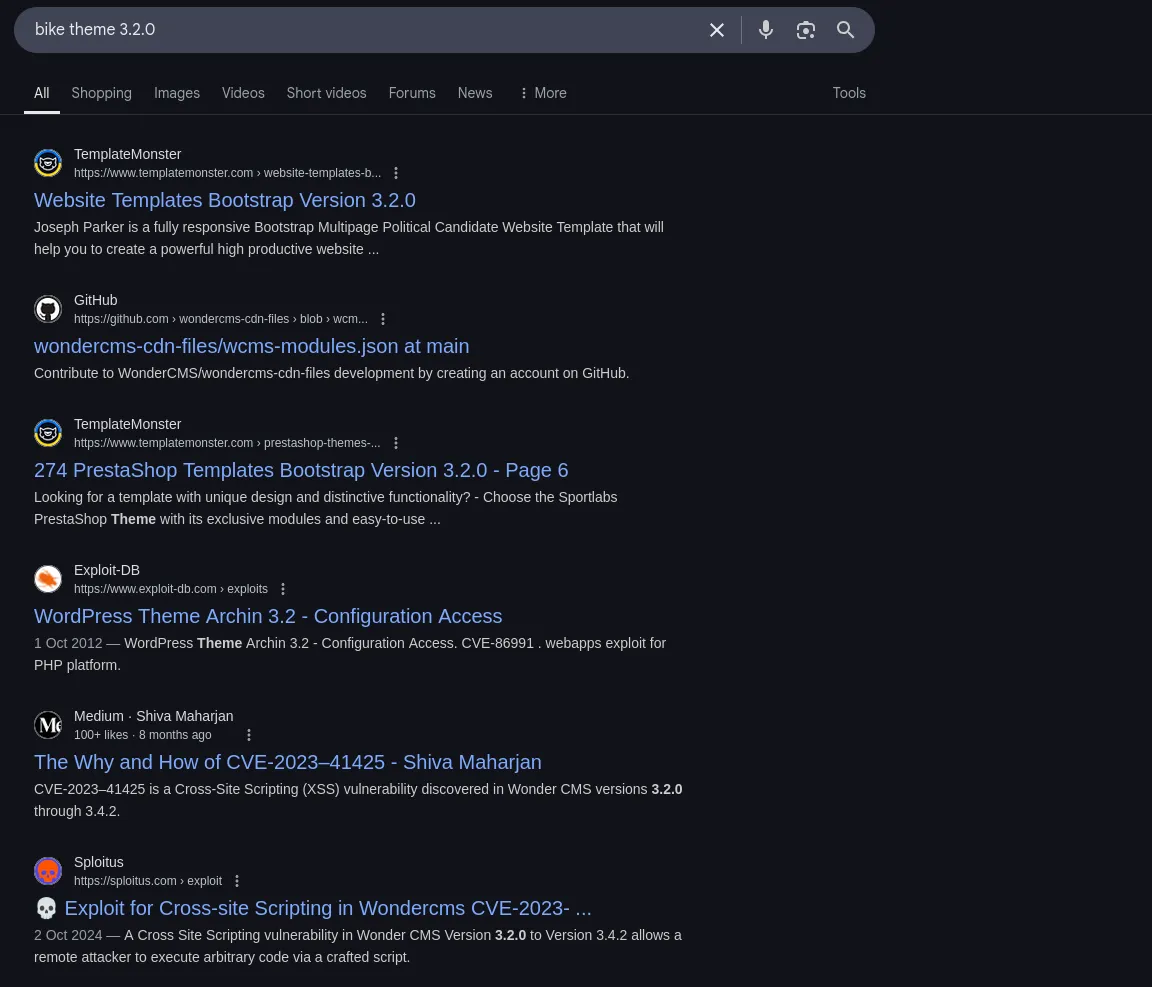 bike theme 3.2.0
All Shopping Images Videos Short videos Forums News More Tools
TemplateMonster
https://www.templatemonster.com › website-templates-b...
Website Templates Bootstrap Version 3.2.0
Joseph Parker is a fully responsive Bootstrap Multipage Political Candidate Website Template that will
help you to create a powerful high productive website ...
GitHub
https://github.com › wondercms-cdn-files › blob › wcm...
wondercms-cdn-files/wcms-modules.json at main
Contribute to WonderCMS/wondercms-cdn-files development by creating an account on GitHub.
TemplateMonster
https://www.templatemonster.com › prestashop-themes-...
274 PrestaShop Templates Bootstrap Version 3.2.0 - Page 6
Looking for a template with unique design and distinctive functionality? - Choose the Sportlabs
PrestaShop Theme with its exclusive modules and easy-to-use ...
Exploit-DB
https://www.exploit-db.com › exploits
WordPress Theme Archin 3.2 - Configuration Access
1 Oct 2012 — WordPress Theme Archin 3.2 - Configuration Access. CVE-86991 . webapps exploit for
PHP platform.
Medium · Shiva Maharjan
100+ likes · 8 months ago
The Why and How of CVE-2023–41425 - Shiva Maharjan
CVE-2023–41425 is a Cross-Site Scripting (XSS) vulnerability discovered in Wonder CMS versions 3.2.0
through 3.4.2.
Sploitus
https://sploitus.com › exploit
💀 Exploit for Cross-site Scripting in Wondercms CVE-2023- ...
2 Oct 2024 — A Cross Site Scripting vulnerability in Wonder CMS Version 3.2.0 to Version 3.4.2 allows a
remote attacker to execute arbitrary code via a crafted script.